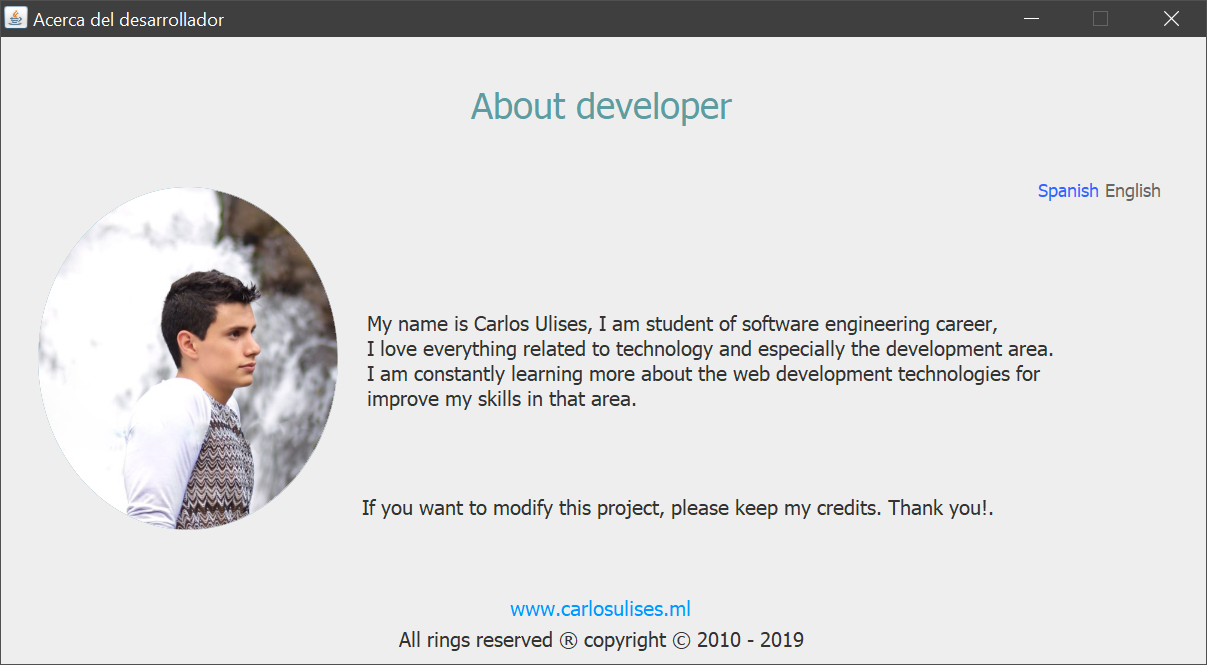 Acerca del desarrollador
About developer
Spanish English
My name is Carlos Ulises, I am student of software engineering career,
I love everything related to technology and especially the development area.
I am constantly learning more about the web development technologies for
improve my skills in that area.
If you want to modify this project, please keep my credits. Thank you!.
www.carlosulises.ml
All rings reserved ® copyright © 2010 - 2019